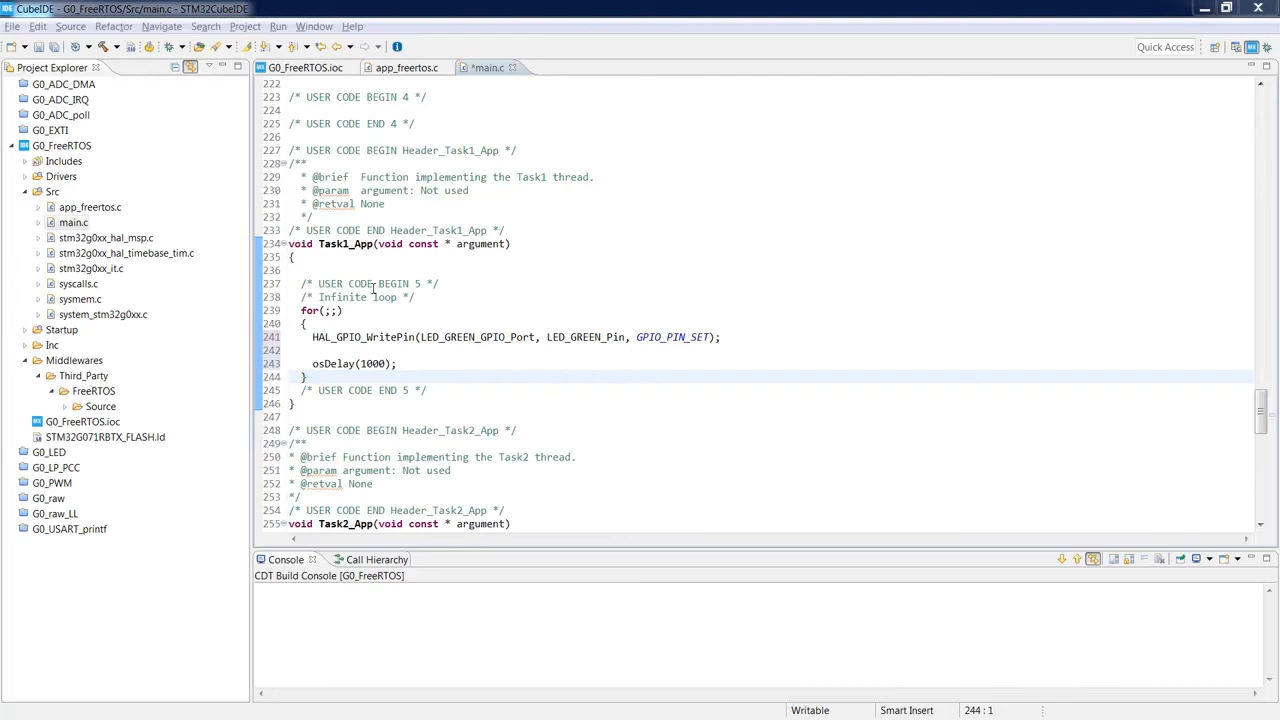 CubeIDE - G0_FreeRTOS/Src/main.c - STM32CubeIDE
File Edit Source Refactor Navigate Search Project Run Window Help
Quick Access
Project Explorer
G0_FreeRTOS.ioc
app_freertos.c
*main.c
G0_ADC_DMA
G0_ADC_IRQ
G0_ADC_poll
G0_EXTI
G0_FreeRTOS
Includes
Drivers
Src
app_freertos.c
main.c
stm32g0xx_hal_msp.c
stm32g0xx_hal_timebase_tim.c
stm32g0xx_it.c
syscalls.c
sysmem.c
system_stm32g0xx.c
Startup
Inc
Middlewares
Third_Party
FreeRTOS
Source
G0_FreeRTOS.ioc
STM32G071RBTX_FLASH.ld
G0_LED
G0_LP_PCC
G0_PWM
G0_raw
G0_raw_LL
G0_USART_printf
222
223 /* USER CODE BEGIN 4 */
224
225 /* USER CODE END 4 */
226
227 /* USER CODE BEGIN Header_Task1_App */
228 /**
229 * @brief Function implementing the Task1 thread.
230 * @param argument: Not used
231 * @retval None
232 */
233 /* USER CODE END Header_Task1_App */
234 void Task1_App(void const * argument)
235 {
236
237 /* USER CODE BEGIN 5 */
238 /* Infinite loop */
239 for(;;)
240 {
241 HAL_GPIO_WritePin(LED_GREEN_GPIO_Port, LED_GREEN_Pin, GPIO_PIN_SET);
242
243 osDelay(1000);
244 }
245 /* USER CODE END 5 */
246 }
247
248 /* USER CODE BEGIN Header_Task2_App */
249 /**
250 * @brief Function implementing the Task2 thread.
251 * @param argument: Not used
252 * @retval None
253 */
254 /* USER CODE END Header_Task2_App */
255 void Task2_App(void const * argument)
Console
Call Hierarchy
CDT Build Console [G0_FreeRTOS]
Writable
Smart Insert
244 : 1